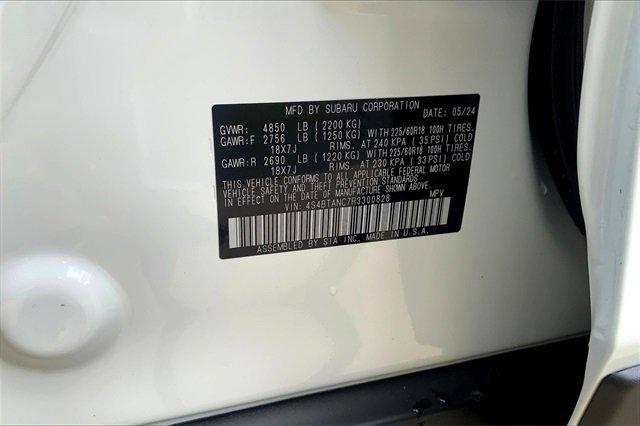 MFD BY SUBARU CORPORATION DATE: 05/24
GVWR: 4850 LB (2200 KG)
GAWR:F 2756 LB (1250 KG) WITH 225/60R18 100H TIRES.
18X7J RIMS. AT 240 KPA (35 PSI) COLD
GAWR:R 2690 LB (1220 KG) WITH 225/60R18 100H TIRES.
18X7J RIMS. AT 230 KPA (33 PSI) COLD
THIS VEHICLE CONFORMS TO ALL APPLICABLE FEDERAL MOTOR
VEHICLE SAFETY AND THEFT PREVENTION STANDARDS
IN EFFECT ON THE DATE OF MANUFACTURE SHOWN ABOVE.
VIN: 4S4BTANC7R3300828 MPV
ASSEMBLED BY SIA INC. MADE IN U.S.A.